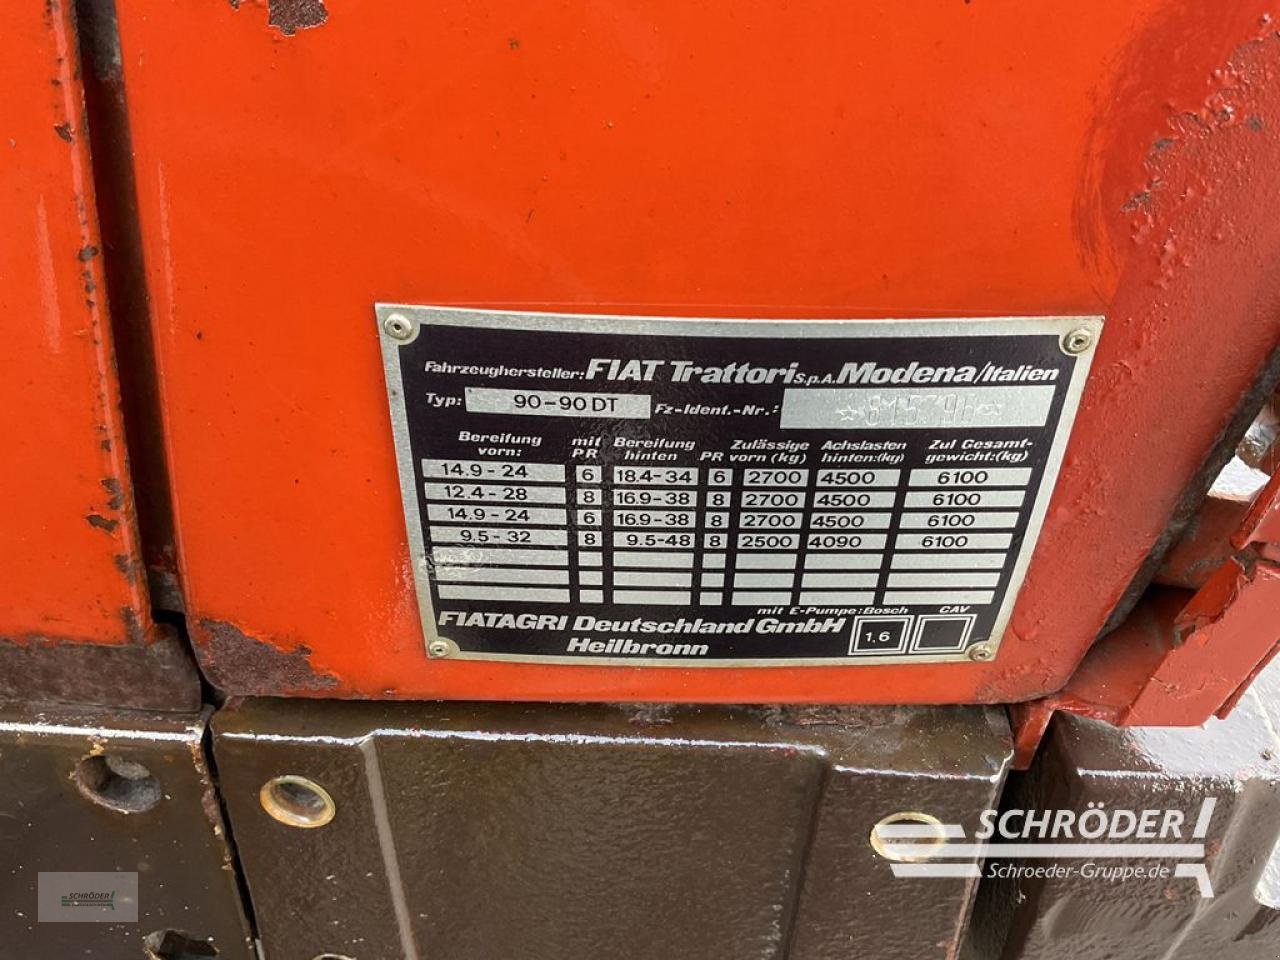 Fahrzeughersteller: FIAT Trattori S.p.A. Modena/Italien
Typ: 90-90 DT Fz-Ident.-Nr.:
Bereifung vorn: mit PR Bereifung hinten PR Zulässige vorn (kg) Achslasten hinten:(kg) Zul Gesamt-gewicht:(kg)
14.9-24 6 18.4-34 6 2700 4500 6100
12.4-28 8 16.9-38 8 2700 4500 6100
14.9-24 6 16.9-38 8 2700 4500 6100
9.5-32 8 9.5-48 8 2500 4090 6100
mit E-Pumpe: Bosch CAV
FIATAGRI Deutschland GmbH 1,6
Heilbronn
SCHRÖDER
Schroeder-Gruppe.de
SCHRÖDER